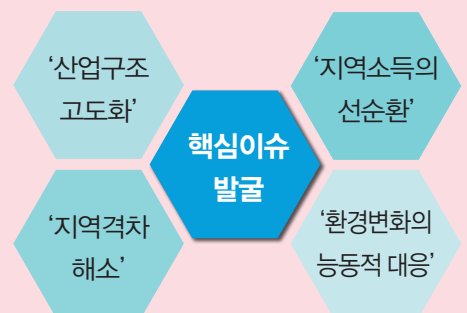 ‘산업구조
고도화’
‘지역소득의
선순환’
핵심이슈
발굴
‘지역격차
해소’
‘환경변화의
능동적 대응’